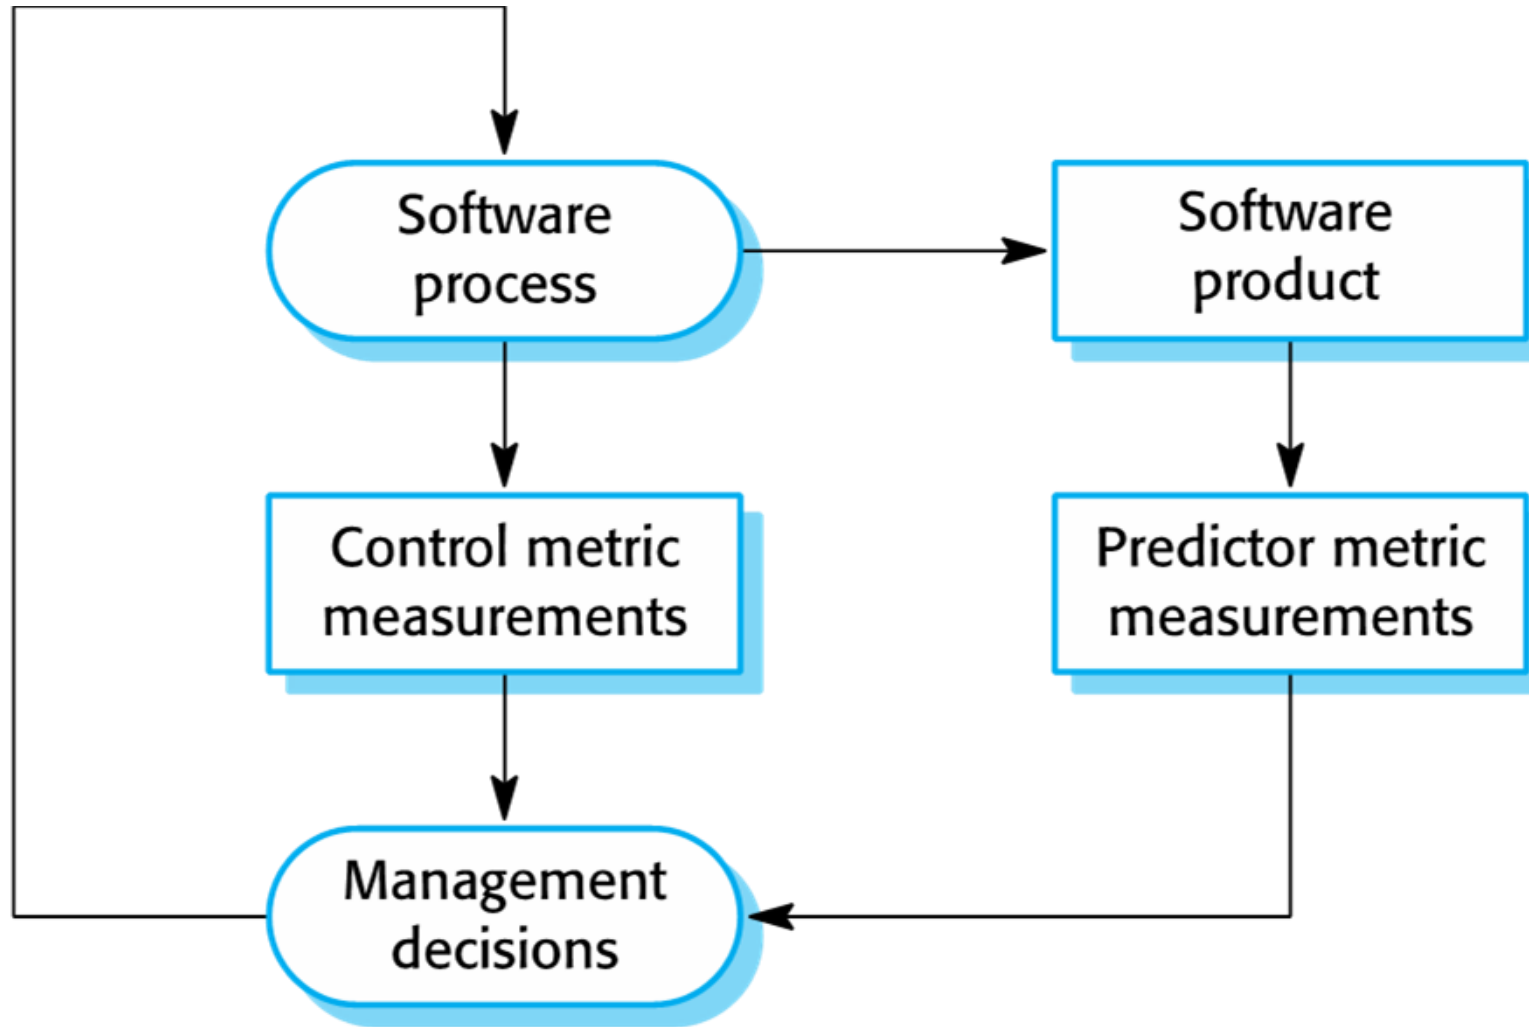 Software
process
Software
product
Control metric
measurements
Predictor metric
measurements
Management
decisions